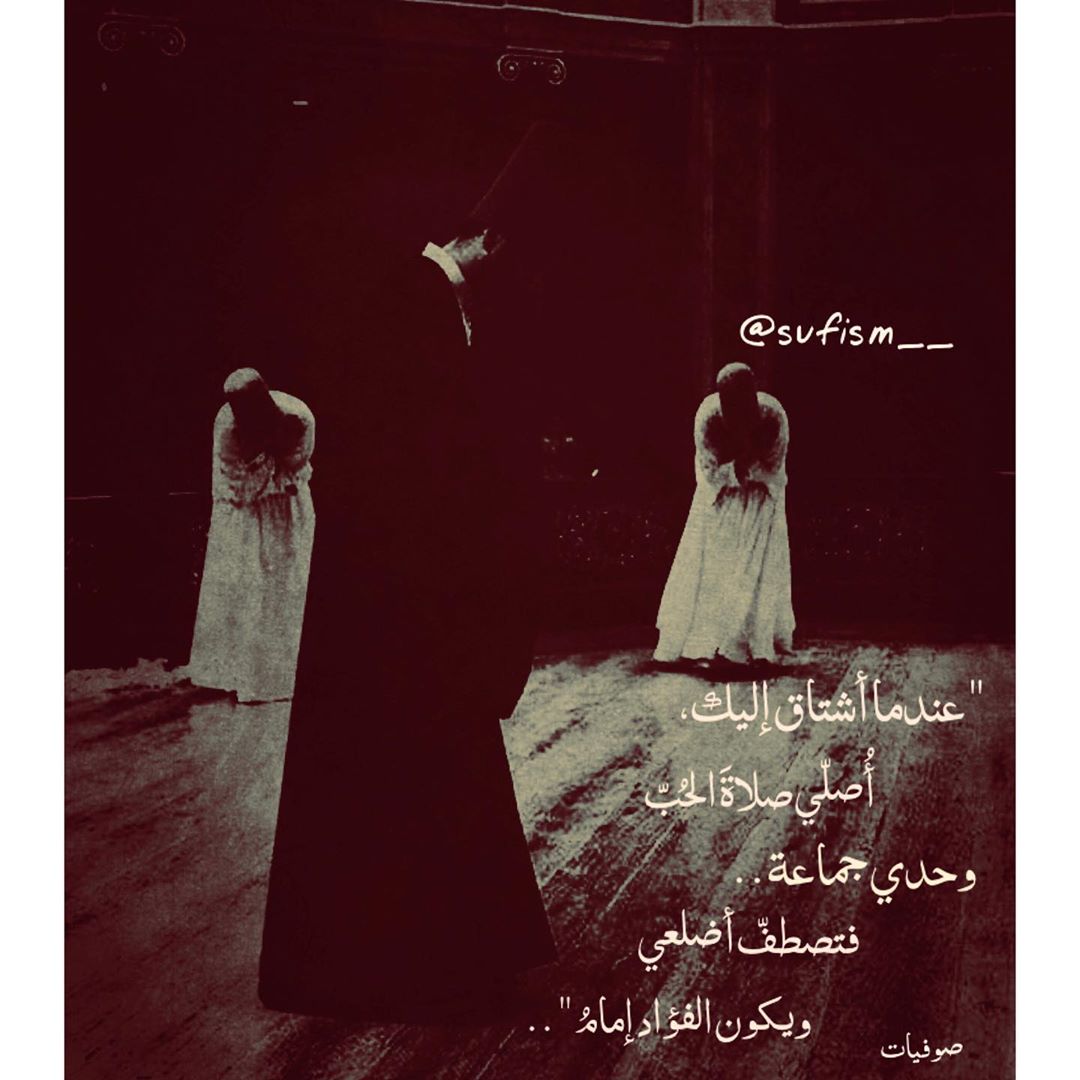 @sufism__
"عندما أشتاق إليك،
أُصلّي صلاةَ الحُبّ
وحدي جماعة..
فتصطفّ أضلعي
ويكون الفؤاد إمامُ"..
صوفيات